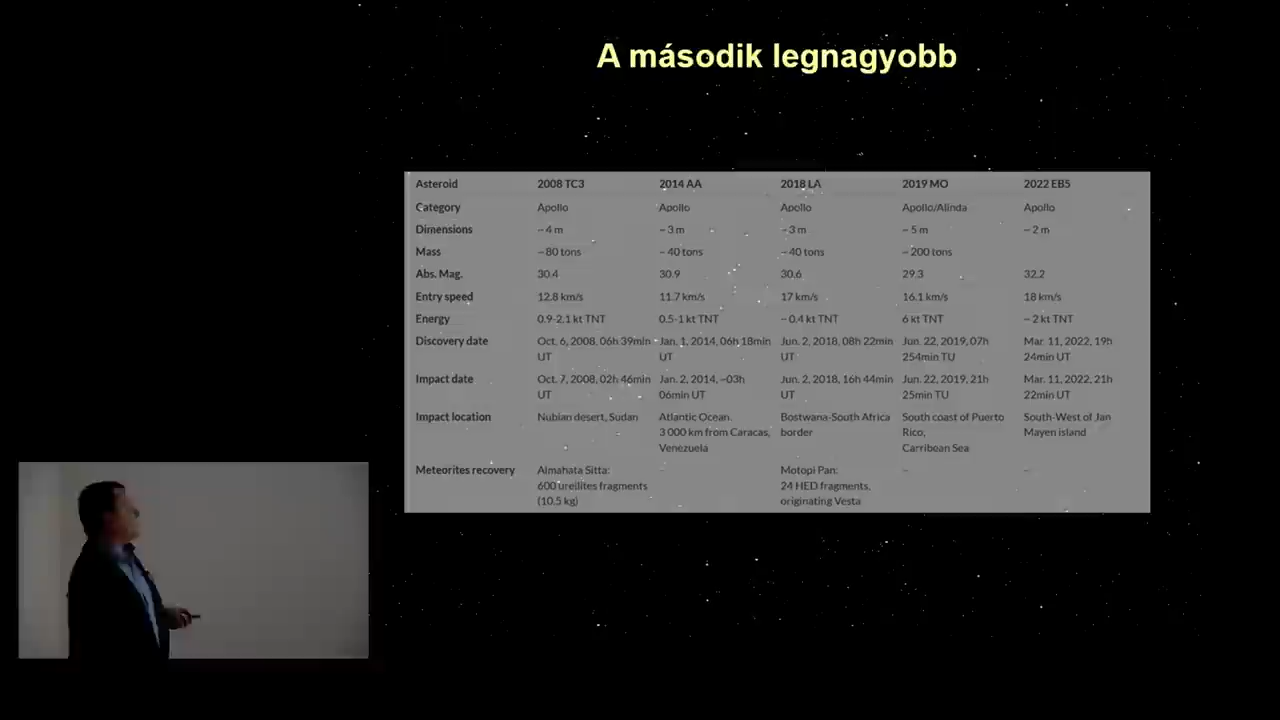 A második legnagyobb
Asteroid 2008 TC3 2014 AA 2018 LA 2019 MO 2022 EB5
Category Apollo Apollo Apollo Apollo/Alinda Apollo
Dimensions ~ 4 m ~ 3 m ~ 3 m ~ 5 m ~ 2 m
Mass ~ 80 tons ~ 40 tons ~ 40 tons ~ 200 tons
Abs. Mag. 30.4 30.9 30.6 29.3 32.2
Entry speed 12.8 km/s 11.7 km/s 17 km/s 16.1 km/s 18 km/s
Energy 0.9-2.1 kt TNT 0.5-1 kt TNT ~ 0.4 kt TNT 6 kt TNT ~ 2 kt TNT
Discovery date Oct. 6, 2008, 06h 39min Jan. 1, 2014, 06h 18min Jun. 2, 2018, 08h 22min Jun. 22, 2019, 07h Mar. 11, 2022, 19h
UT UT UT 254min TU 24min UT
Impact date Oct. 7, 2008, 02h 46min Jan. 2, 2014, ~03h Jun. 2, 2018, 16h 44min Jun. 22, 2019, 21h Mar. 11, 2022, 21h
UT 06min UT UT 25min TU 22min UT
Impact location Nubian desert, Sudan Atlantic Ocean. Bostwana-South Africa South coast of Puerto South-West of Jan
3 000 km from Caracas, border Rico, Mayen island
Venezuela Carribean Sea
Meteorites recovery Almahata Sitta: – Motopi Pan: – –
600 ureilites fragments 24 HED fragments,
(10.5 kg) originating Vesta